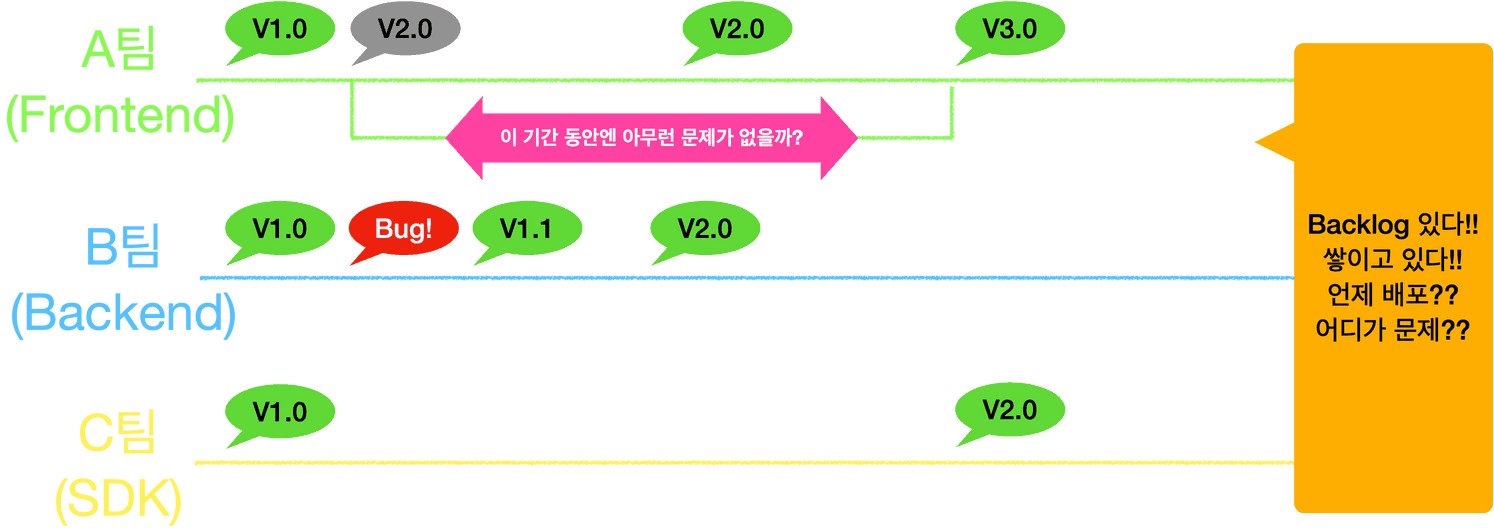 A팀
(Frontend)
V1.0
V2.0
V2.0
V3.0
이 기간 동안엔 아무런 문제가 없을까?
B팀
(Backend)
V1.0
Bug!
V1.1
V2.0
C팀
(SDK)
V1.0
V2.0
Backlog 있다!!
쌓이고 있다!!
언제 배포??
어디가 문제??